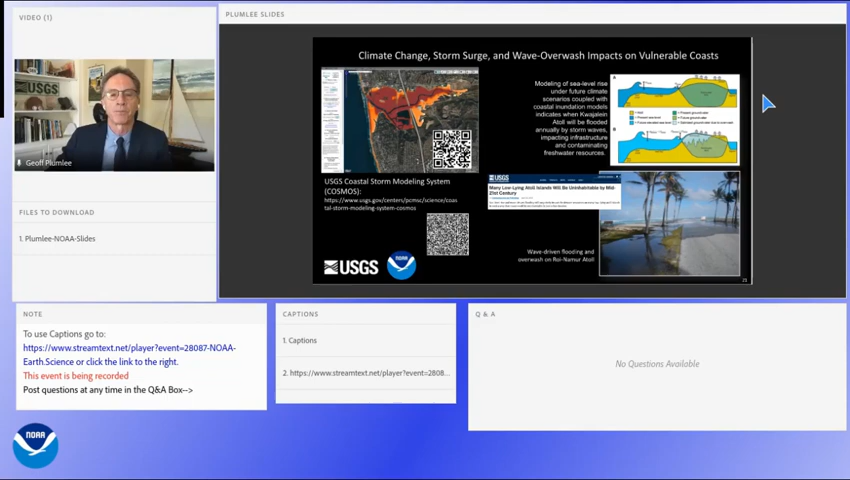 VIDEO (1)
USGS
Geoff Plumlee
FILES TO DOWNLOAD
1. Plumlee-NOAA-Slides
PLUMLEE SLIDES
Climate Change, Storm Surge, and Wave-Overwash Impacts on Vulnerable Coasts
Modeling of sea-level rise
under future climate
scenarios coupled with
coastal inundation models
indicates when Kwajalein
Atoll will be flooded
annually by storm waves,
impacting infrastructure
and contaminating
freshwater resources.
USGS Coastal Storm Modeling System
(COSMOS):
https://www.usgs.gov/centers/pcmsc/science/coas
tal-storm-modeling-system-cosmos
USGS
Many Low-Lying Atoll Islands Will Be Uninhabitable by Mid-
21st Century
Wave-driven flooding and
overwash on Roi-Namur Atoll
USGS
NOAA
NOTE
To use Captions go to:
https://www.streamtext.net/player?event=28087-NOAA-
Earth.Science or click the link to the right.
This event is being recorded
Post questions at any time in the Q&A Box-->
CAPTIONS
1. Captions
2. https://www.streamtext.net/player?event=2808...
Q & A
No Questions Available
NOAA